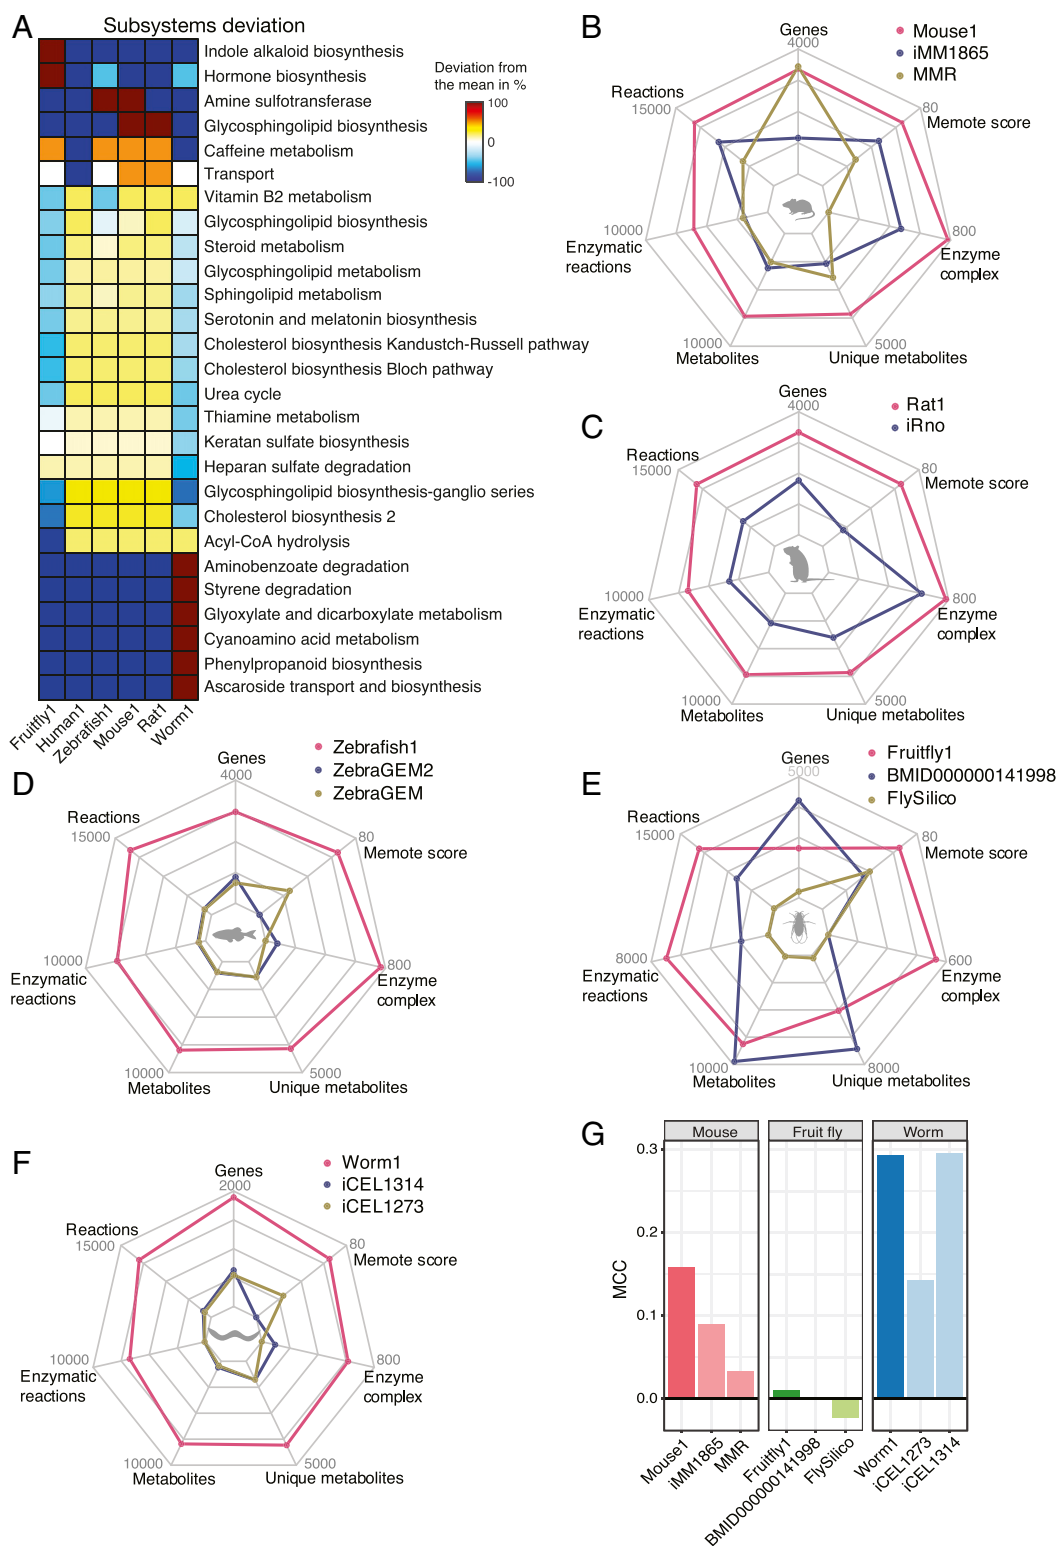 A
Subsystems deviation
Indole alkaloid biosynthesis
Hormone biosynthesis
Amine sulfotransferase
Glycosphingolipid biosynthesis
Caffeine metabolism
Transport
Vitamin B2 metabolism
Glycosphingolipid biosynthesis
Steroid metabolism
Glycosphingolipid metabolism
Sphingolipid metabolism
Serotonin and melatonin biosynthesis
Cholesterol biosynthesis Kandustch-Russell pathway
Cholesterol biosynthesis Bloch pathway
Urea cycle
Thiamine metabolism
Keratan sulfate biosynthesis
Heparan sulfate degradation
Glycosphingolipid biosynthesis-ganglio series
Cholesterol biosynthesis 2
Acyl-CoA hydrolysis
Aminobenzoate degradation
Styrene degradation
Glyoxylate and dicarboxylate metabolism
Cyanoamino acid metabolism
Phenylpropanoid biosynthesis
Ascaroside transport and biosynthesis
Fruitfly1
Human1
Zebrafish1
Mouse1
Rat1
Worm1
Deviation from
the mean in %
100
0
-100
B
Mouse1
iMM1865
MMR
Genes
4000
80
Memote score
800
Enzyme
complex
5000
Unique metabolites
10000
Metabolites
10000
Enzymatic
reactions
Reactions
15000
C
Rat1
iRno
Genes
4000
80
Memote score
800
Enzyme
complex
5000
Unique metabolites
10000
Metabolites
10000
Enzymatic
reactions
Reactions
15000
D
Zebrafish1
ZebraGEM2
ZebraGEM
Genes
4000
80
Memote score
800
Enzyme
complex
5000
Unique metabolites
10000
Metabolites
10000
Enzymatic
reactions
Reactions
15000
E
Fruitfly1
BMID000000141998
FlySilico
Genes
5000
80
Memote score
600
Enzyme
complex
8000
Unique metabolites
10000
Metabolites
8000
Enzymatic
reactions
Reactions
15000
F
Worm1
iCEL1314
iCEL1273
Genes
2000
80
Memote score
800
Enzyme
complex
5000
Unique metabolites
10000
Metabolites
10000
Enzymatic
reactions
Reactions
15000
G
Mouse
Fruit fly
Worm
MCC
0.3
0.2
0.1
0.0
Mouse1
iMM1865
MMR
Fruitfly1
BMID000000141998
FlySilico
Worm1
iCEL1273
iCEL1314